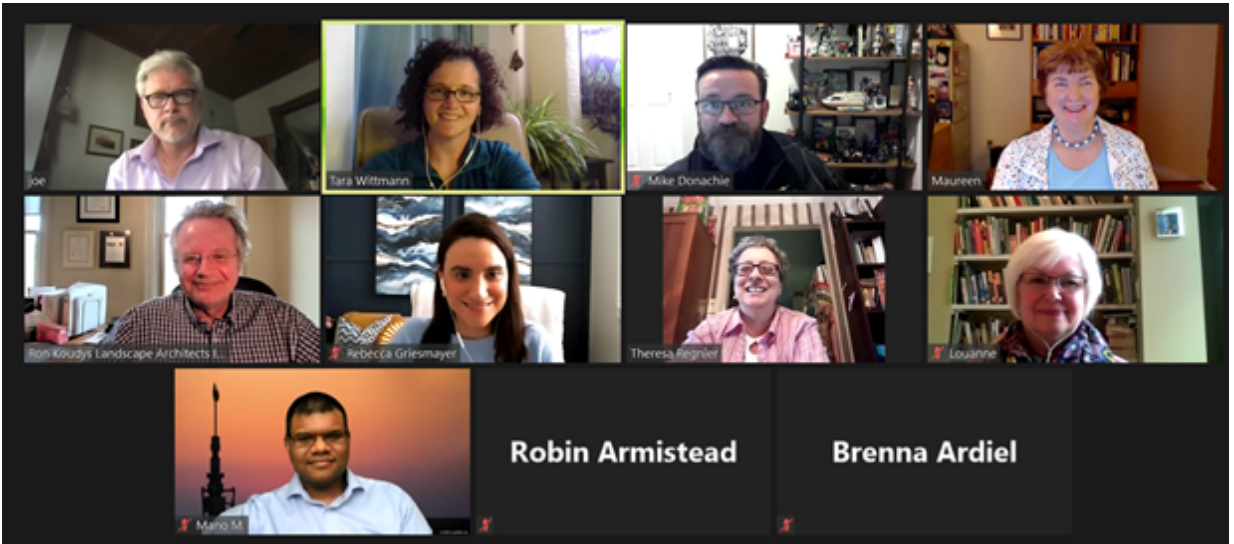 joe
Tara Wittmann
Mike Donachie
Maureen
Ron Koudys Landscape Architects I...
Rebecca Griesmayer
Theresa Regnier
Louanne
Mano M.
Robin Armistead
Brenna Ardiel